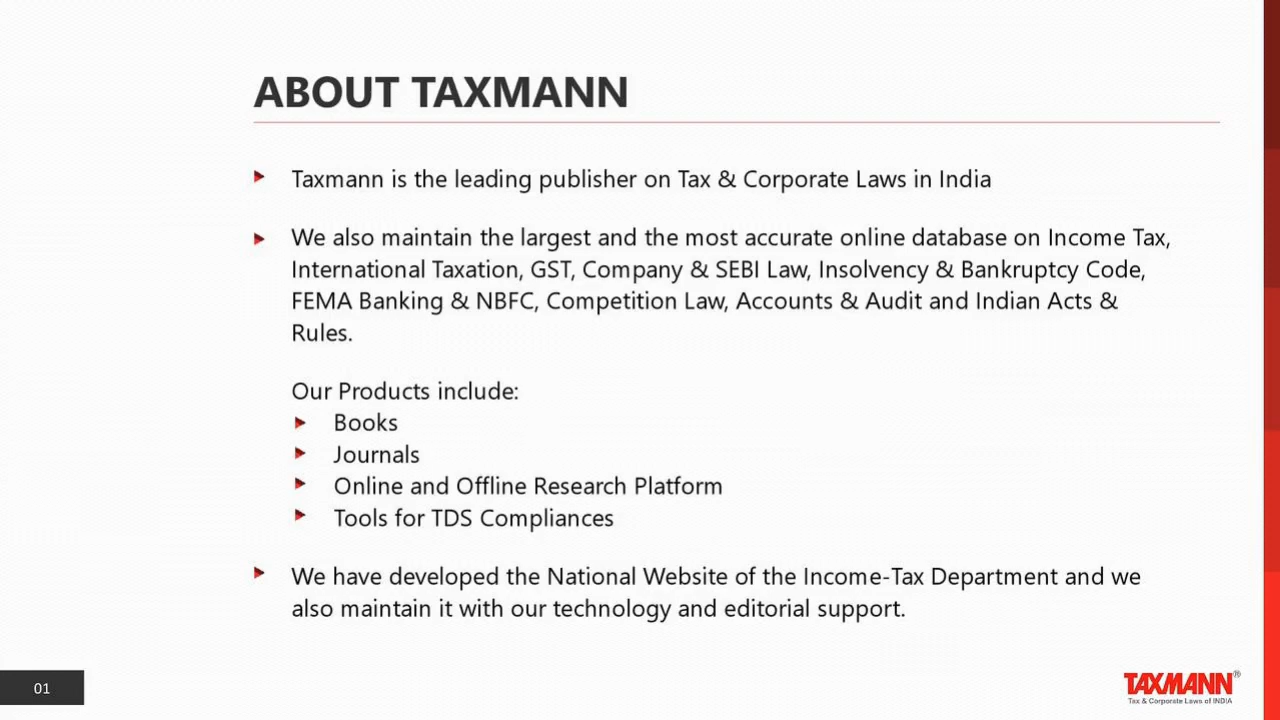 ABOUT TAXMANN
Taxmann is the leading publisher on Tax & Corporate Laws in India
We also maintain the largest and the most accurate online database on Income Tax,
International Taxation, GST, Company & SEBI Law, Insolvency & Bankruptcy Code,
FEMA Banking & NBFC, Competition Law, Accounts & Audit and Indian Acts &
Rules.
Our Products include:
Books
Journals
Online and Offline Research Platform
Tools for TDS Compliances
We have developed the National Website of the Income-Tax Department and we
also maintain it with our technology and editorial support.
01
TAXMANN®
Tax & Corporate Laws of INDIA